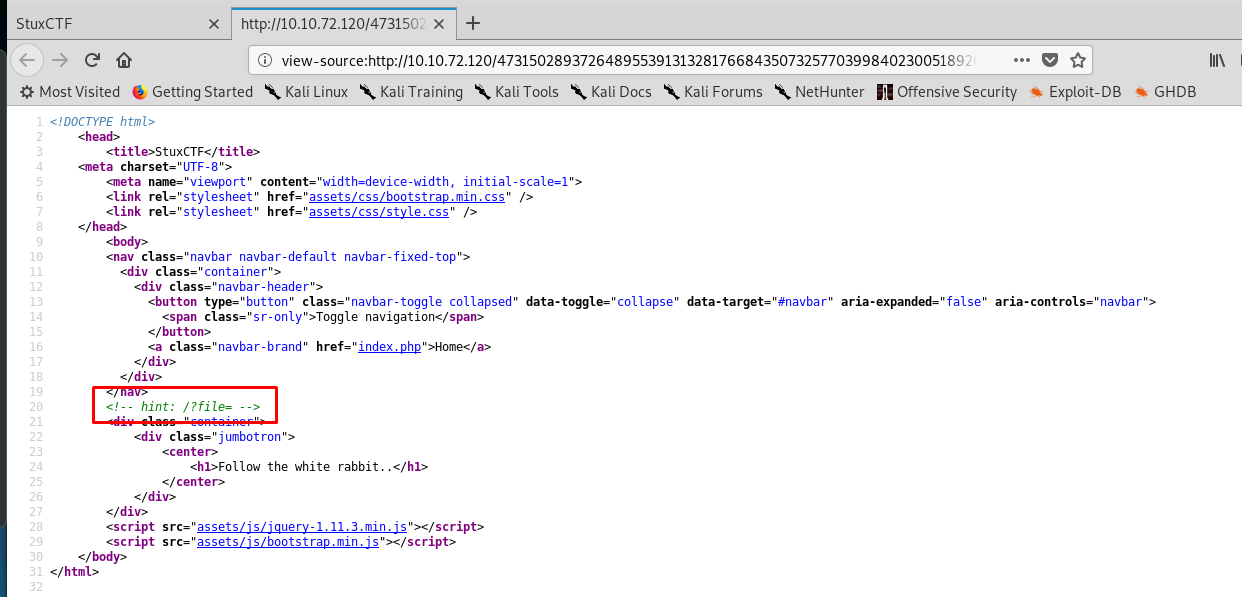 StuxCTF
http://10.10.72.120/4731502
view-source:http://10.10.72.120/4731502893726489553913132817668435073257703998402300518920
Most Visited Getting Started Kali Linux Kali Training Kali Tools Kali Docs Kali Forums NetHunter Offensive Security Exploit-DB GHDB
1 <!DOCTYPE html>
2 <head>
3 <title>StuxCTF</title>
4 <meta charset="UTF-8">
5 <meta name="viewport" content="width=device-width, initial-scale=1">
6 <link rel="stylesheet" href="assets/css/bootstrap.min.css" />
7 <link rel="stylesheet" href="assets/css/style.css" />
8 </head>
9 <body>
10 <nav class="navbar navbar-default navbar-fixed-top">
11 <div class="container">
12 <div class="navbar-header">
13 <button type="button" class="navbar-toggle collapsed" data-toggle="collapse" data-target="#navbar" aria-expanded="false" aria-controls="navbar">
14 <span class="sr-only">Toggle navigation</span>
15 </button>
16 <a class="navbar-brand" href="index.php">Home</a>
17 </div>
18 </div>
19 </nav>
20 <!-- hint: /?file= -->
21 <div class="container">
22 <div class="jumbotron">
23 <center>
24 <h1>Follow the white rabbit..</h1>
25 </center>
26 </div>
27 </div>
28 <script src="assets/js/jquery-1.11.3.min.js"></script>
29 <script src="assets/js/bootstrap.min.js"></script>
30 </body>
31 </html>
32